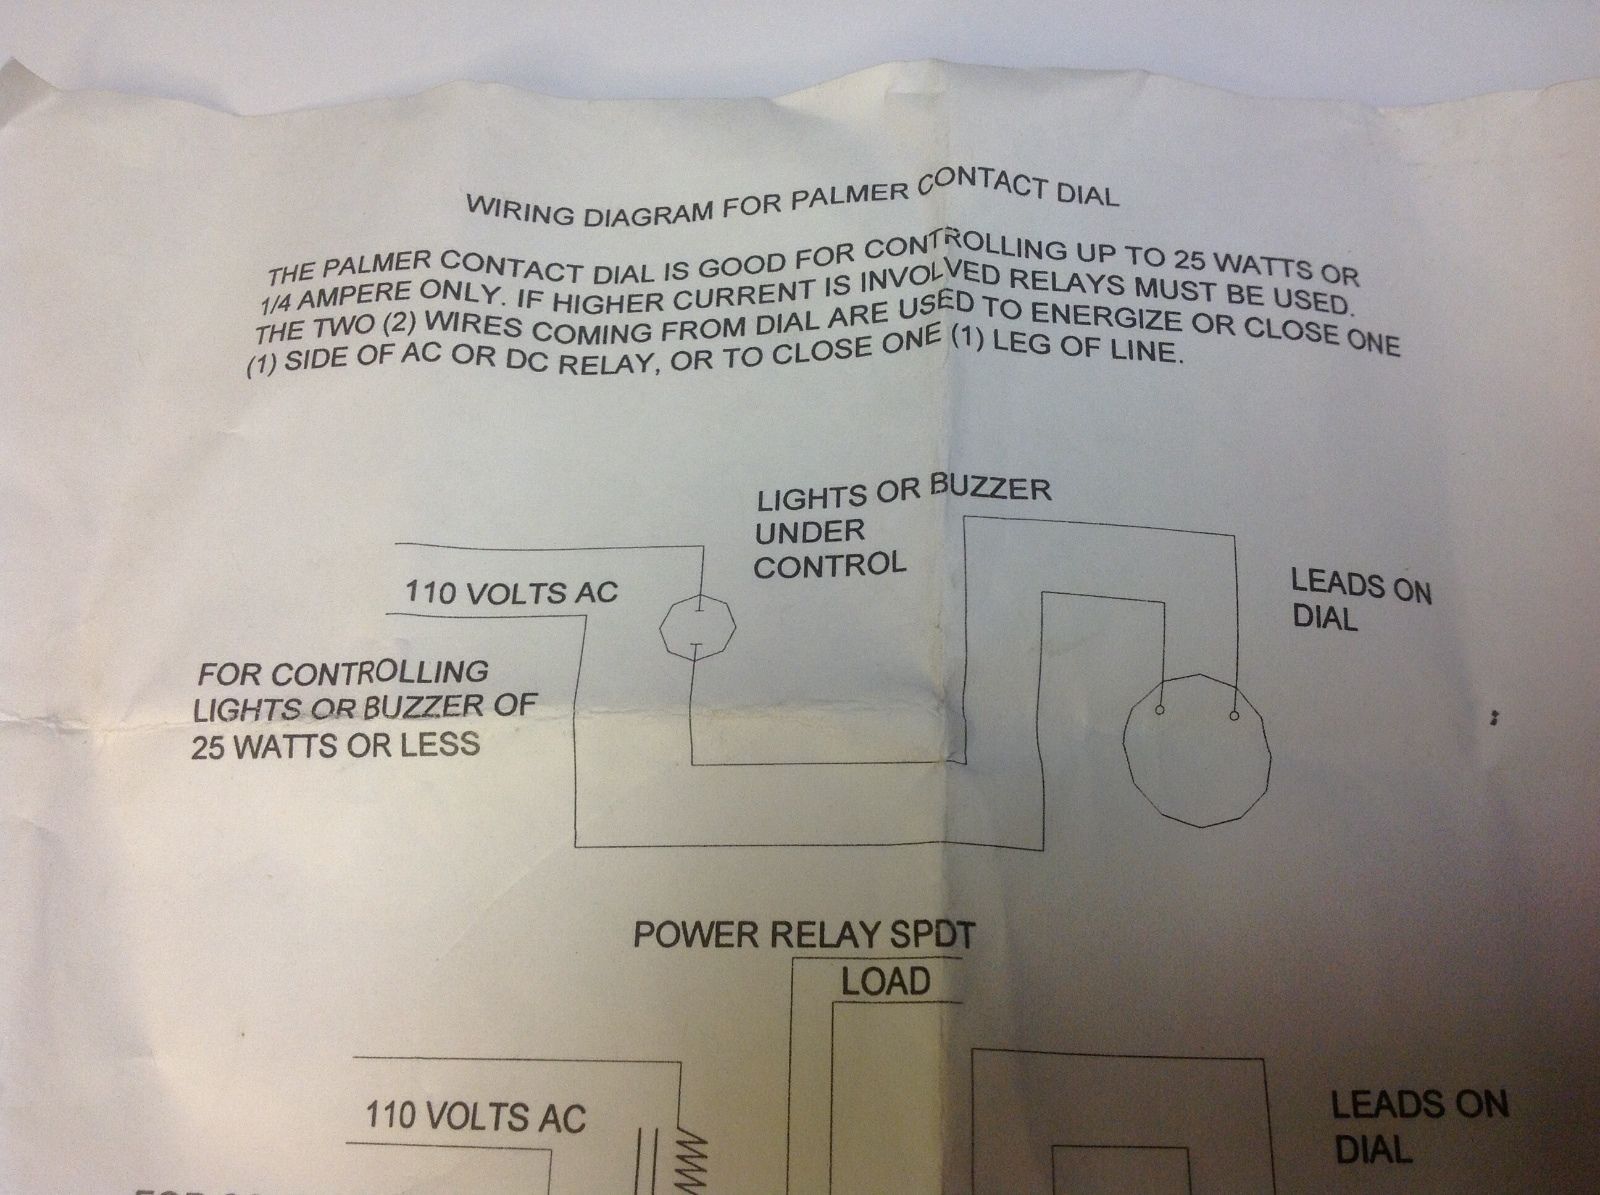 WIRING DIAGRAM FOR PALMER CONTACT DIAL
THE PALMER CONTACT DIAL IS GOOD FOR CONTROLLING UP TO 25 WATTS OR
1/4 AMPERE ONLY. IF HIGHER CURRENT IS INVOLVED RELAYS MUST BE USED.
THE TWO (2) WIRES COMING FROM DIAL ARE USED TO ENERGIZE OR CLOSE ONE
(1) SIDE OF AC OR DC RELAY, OR TO CLOSE ONE (1) LEG OF LINE.
LIGHTS OR BUZZER
UNDER
CONTROL
110 VOLTS AC
LEADS ON
DIAL
FOR CONTROLLING
LIGHTS OR BUZZER OF
25 WATTS OR LESS
POWER RELAY SPDT
LOAD
110 VOLTS AC
LEADS ON
DIAL